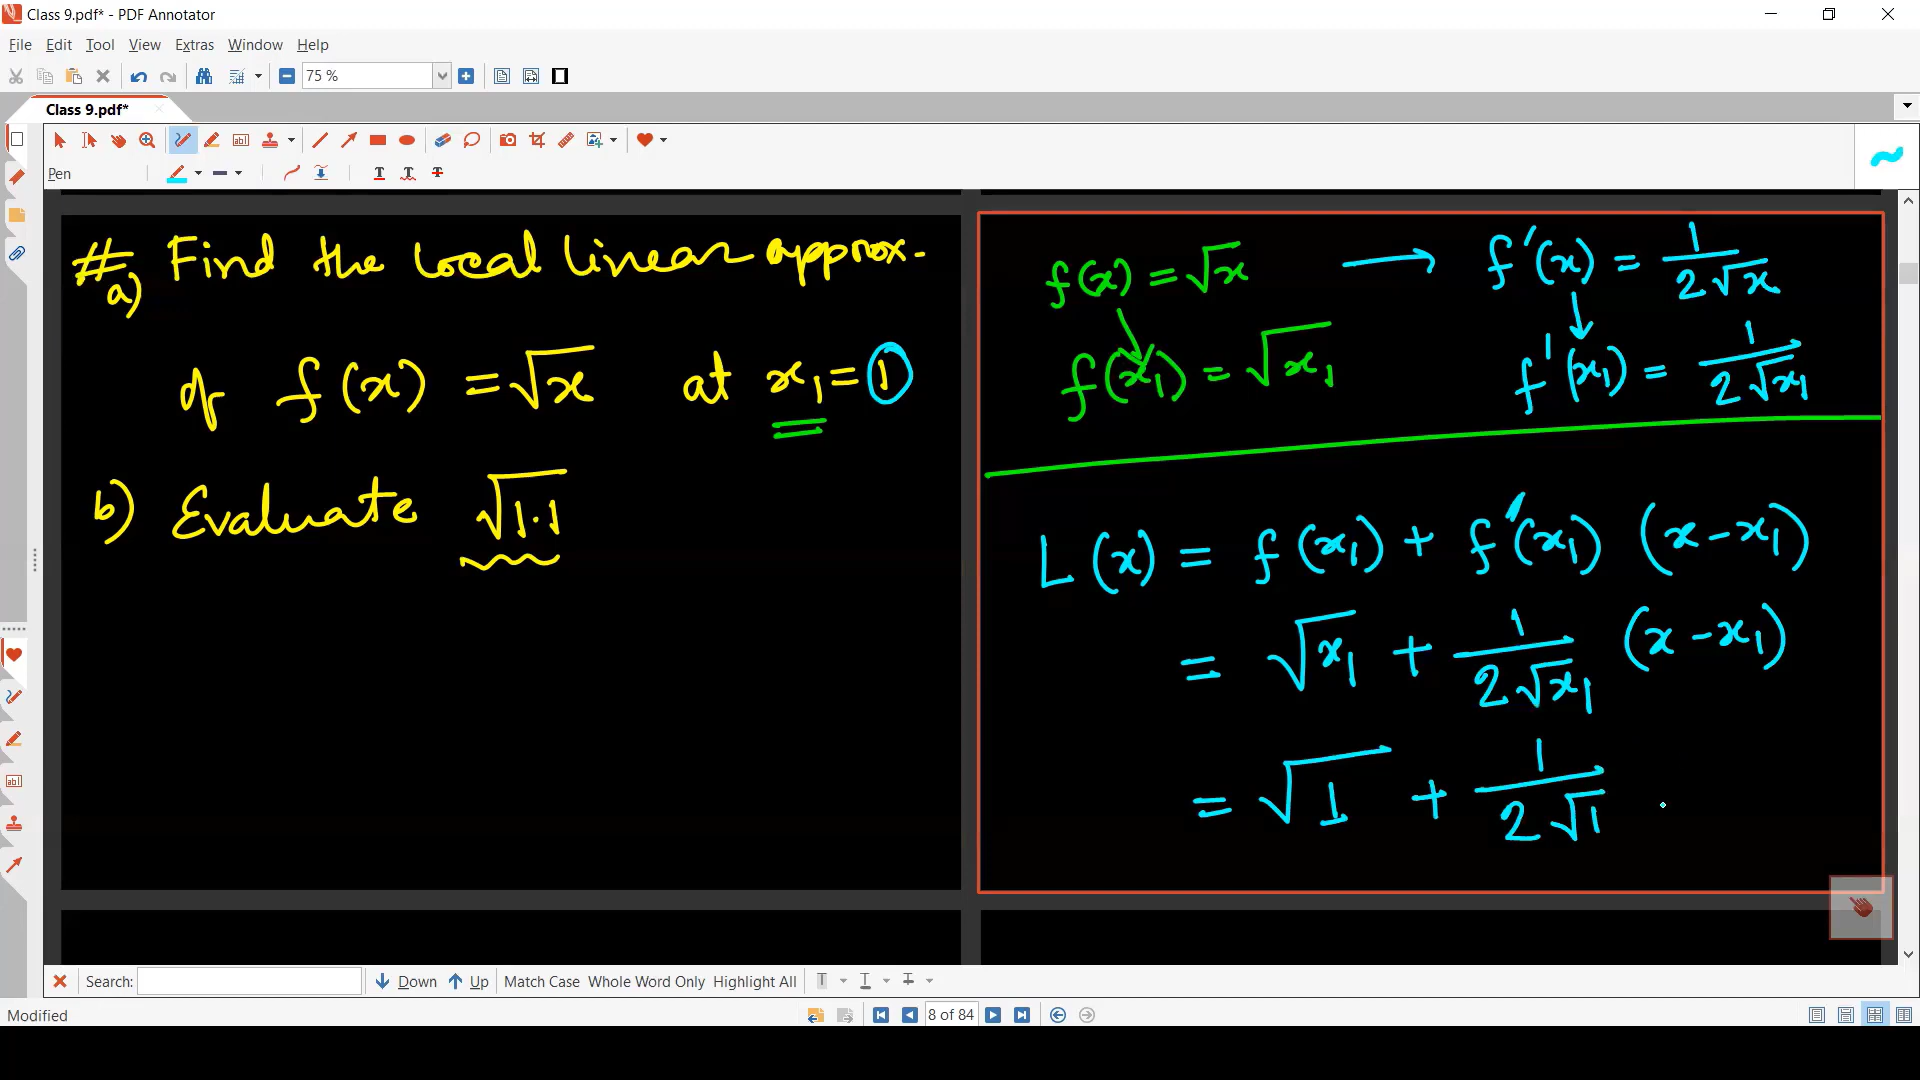 Class 9.pdf* - PDF Annotator
File Edit Tool View Extras Window Help
75 %
Class 9.pdf*
Pen
# a) Find the local linear approx.
of f(x) = √x at x₁ = 1
b) Evaluate √1.1
f(x) = √x → f'(x) = 1/(2√x)
f(x₁) = √x₁ f'(x₁) = 1/(2√x₁)
L(x) = f(x₁) + f'(x₁) (x - x₁)
= √x₁ + 1/(2√x₁) (x - x₁)
= √1 + 1/(2√1)
Search: Down Up Match Case Whole Word Only Highlight All
Modified 8 of 84